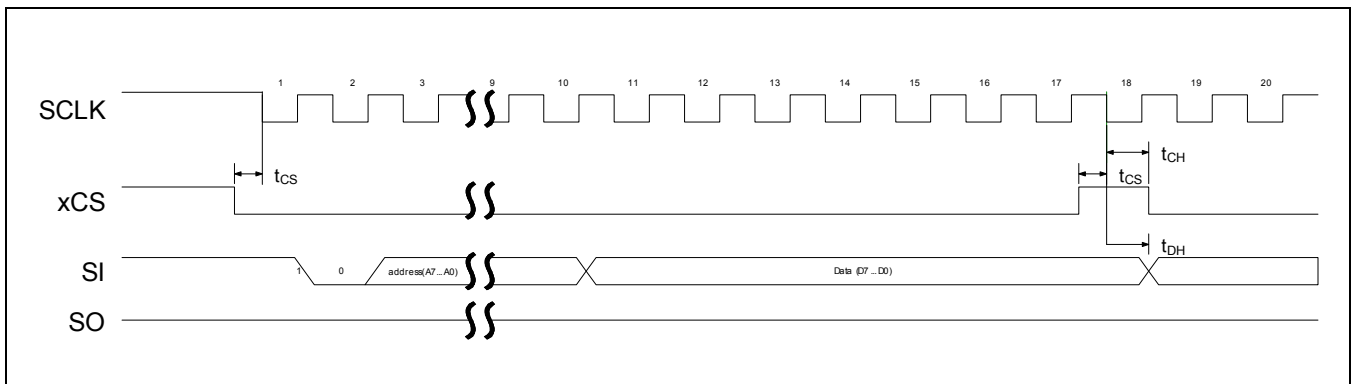 1 2 3 9 10 11 12 13 14 15 16 17 18 19 20
SCLK
tCH
tCS tCS
xCS
tDH
SI 1 0 address(A7...A0) Data (D7 ... D0)
SO